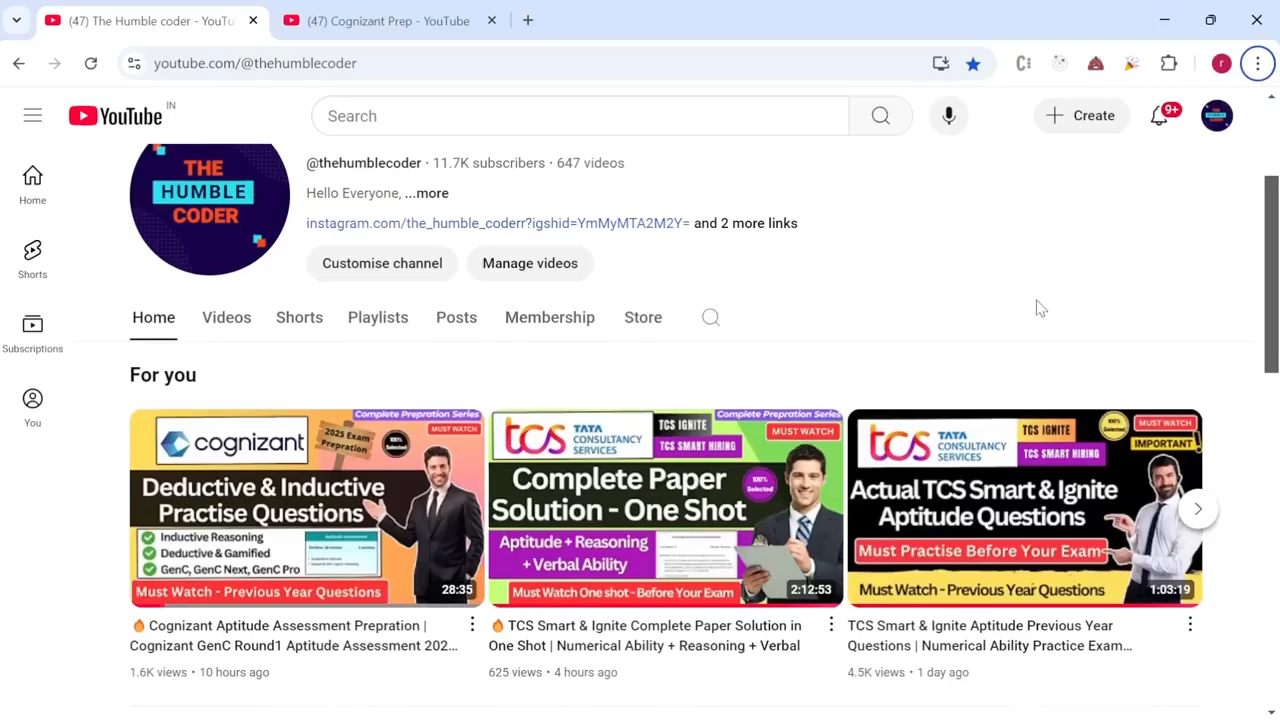 (47) The Humble coder - YouTu
(47) Cognizant Prep - YouTube
youtube.com/@thehumblecoder
r
YouTube IN
Search
Create
9+
THE
HUMBLE
CODER
@thehumblecoder · 11.7K subscribers · 647 videos
Hello Everyone, ...more
instagram.com/the_humble_coderr?igshid=YmMyMTA2M2Y= and 2 more links
Customise channel
Manage videos
Home
Shorts
Subscriptions
You
Home Videos Shorts Playlists Posts Membership Store
For you
Complete Prepration Series
cognizant
2025 Exam
Prepration
100%
Selected
MUST WATCH
Deductive & Inductive
Practise Questions
Inductive Reasoning
Deductive & Gamified
GenC, GenC Next, GenC Pro
Must Watch - Previous Year Questions
28:35
🔥 Cognizant Aptitude Assessment Prepration |
Cognizant GenC Round1 Aptitude Assessment 202...
1.6K views · 10 hours ago
Complete Prepration Series
tcs TATA
CONSULTANCY
SERVICES
TCS IGNITE
TCS SMART HIRING
MUST WATCH
Complete Paper
Solution - One Shot
100%
Selected
Aptitude + Reasoning
+ Verbal Ability
Must Watch One shot - Before Your Exam
2:12:53
🔥 TCS Smart & Ignite Complete Paper Solution in
One Shot | Numerical Ability + Reasoning + Verbal
625 views · 4 hours ago
tcs TATA
CONSULTANCY
SERVICES
TCS IGNITE
TCS SMART HIRING
100%
Selected
MUST WATCH
IMPORTANT
Actual TCS Smart & Ignite
Aptitude Questions
Must Practise Before Your Exam
Must Watch - Previous Year Questions
1:03:19
TCS Smart & Ignite Aptitude Previous Year
Questions | Numerical Ability Practice Exam...
4.5K views · 1 day ago